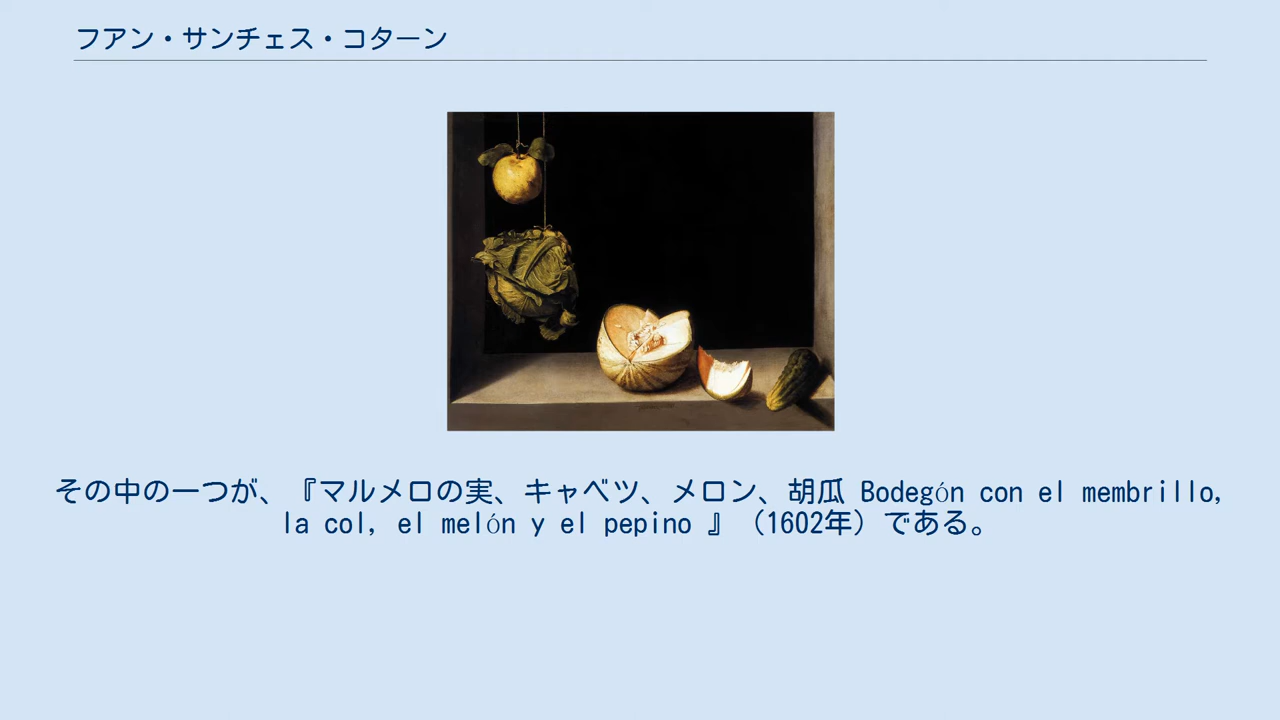 フアン・サンチェス・コターン
その中の一つが、『マルメロの実、キャベツ、メロン、胡瓜 Bodegón con el membrillo,
la col, el melón y el pepino 』（1602年）である。